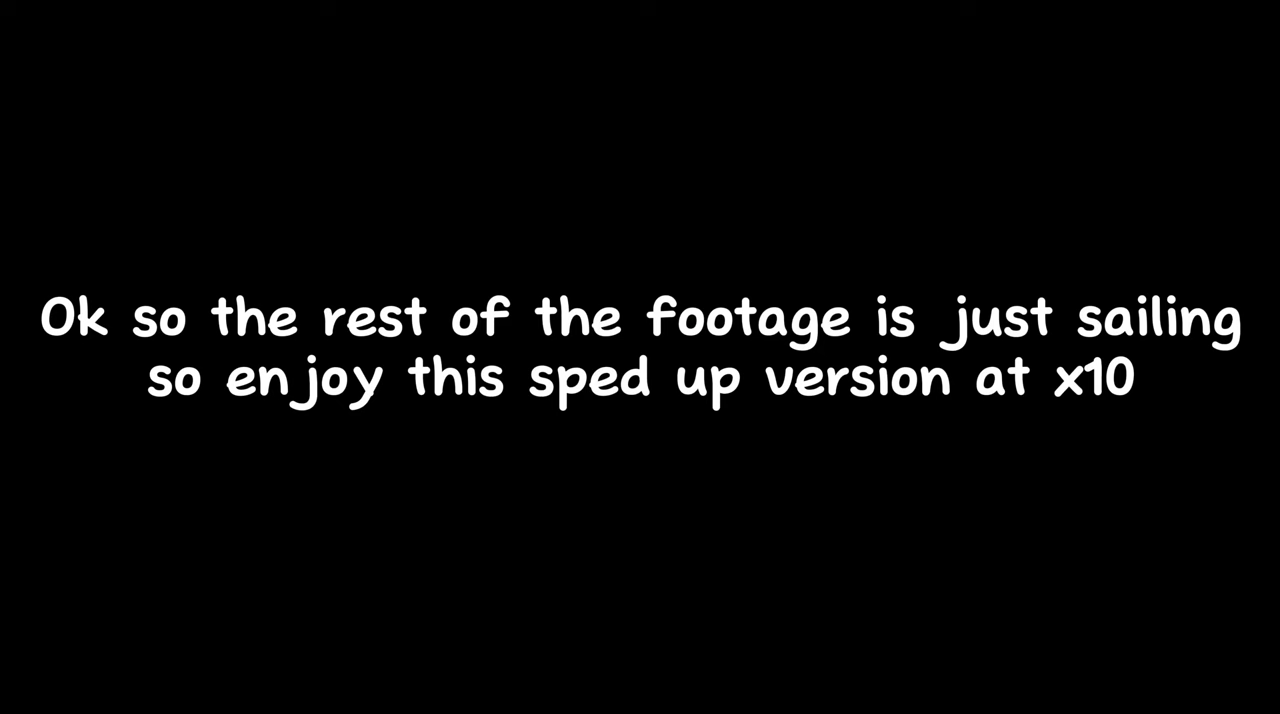 Ok so the rest of the footage is just sailing
so enjoy this sped up version at x10